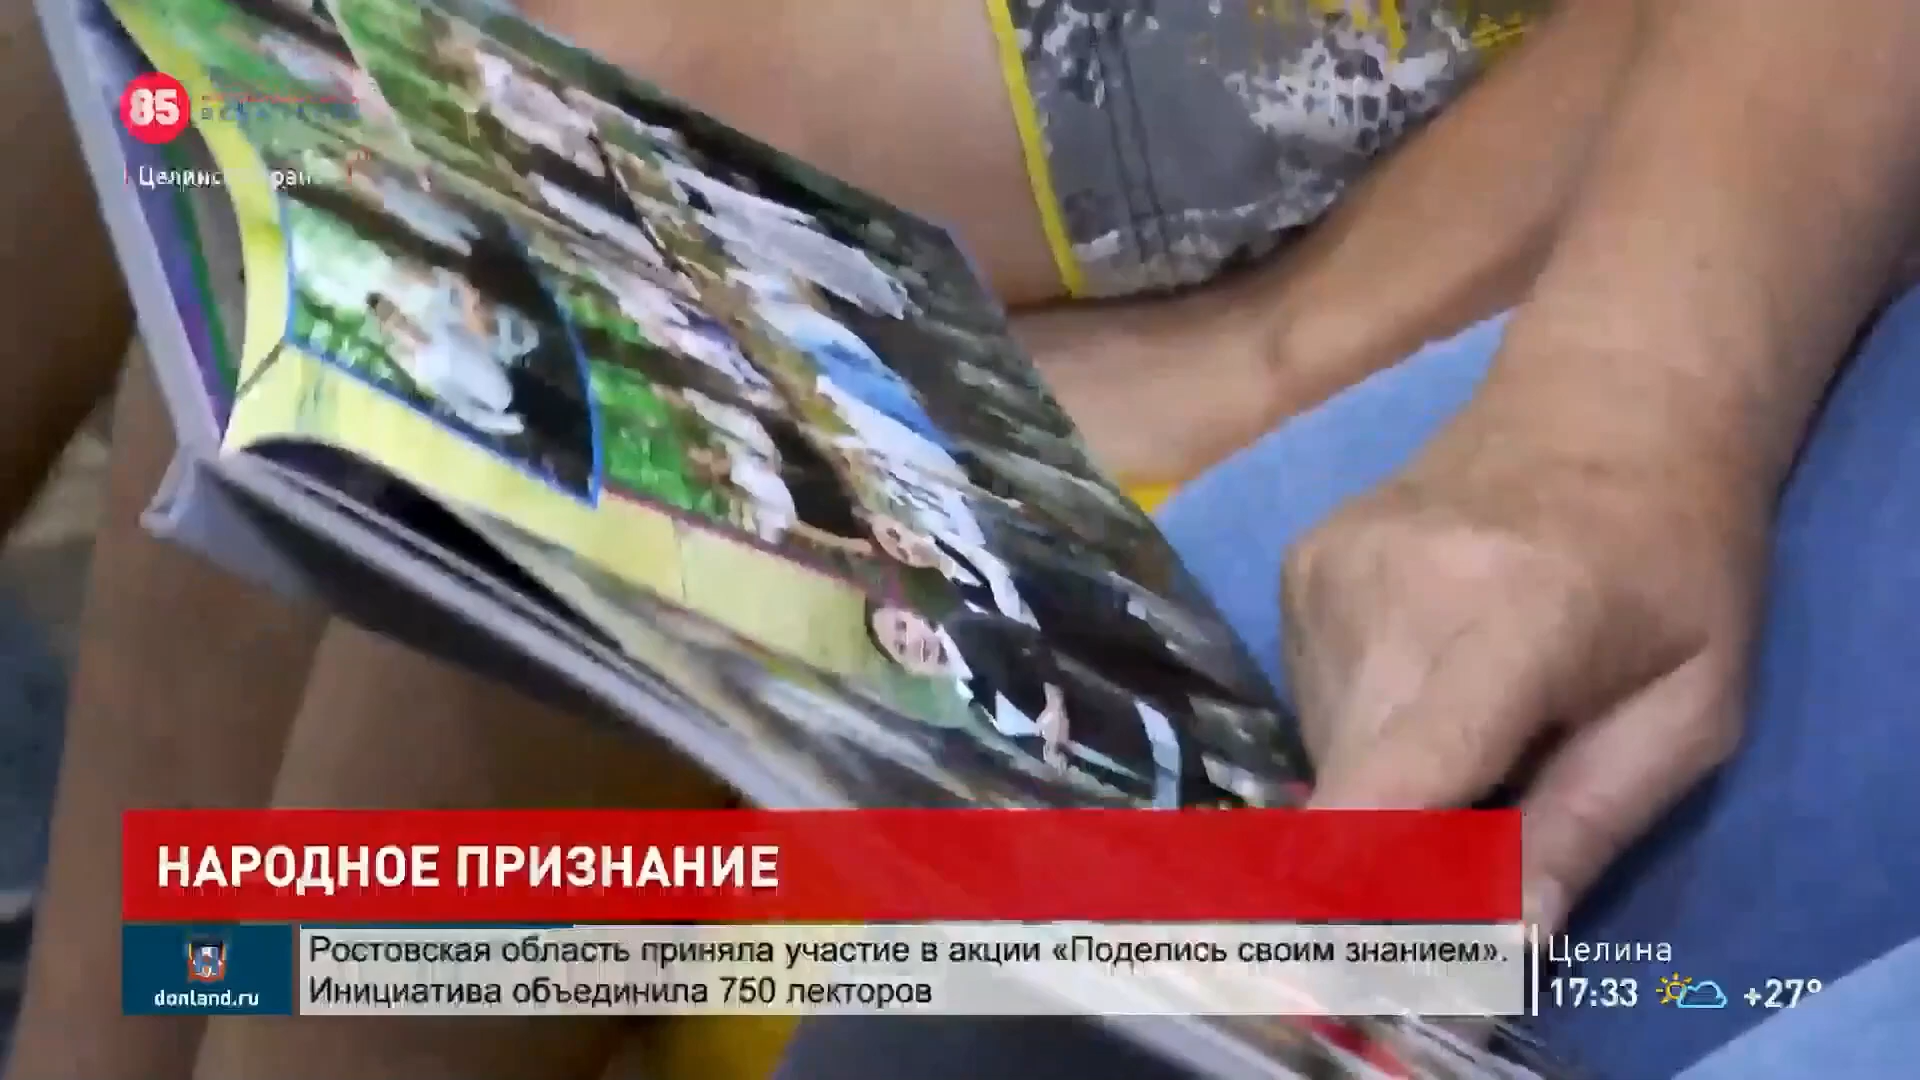 85
НАРОДНОЕ ПРИЗНАНИЕ
donland.ru
Ростовская область приняла участие в акции «Поделись своим знанием».
Инициатива объединила 750 лекторов
Целина
17:33 +27°